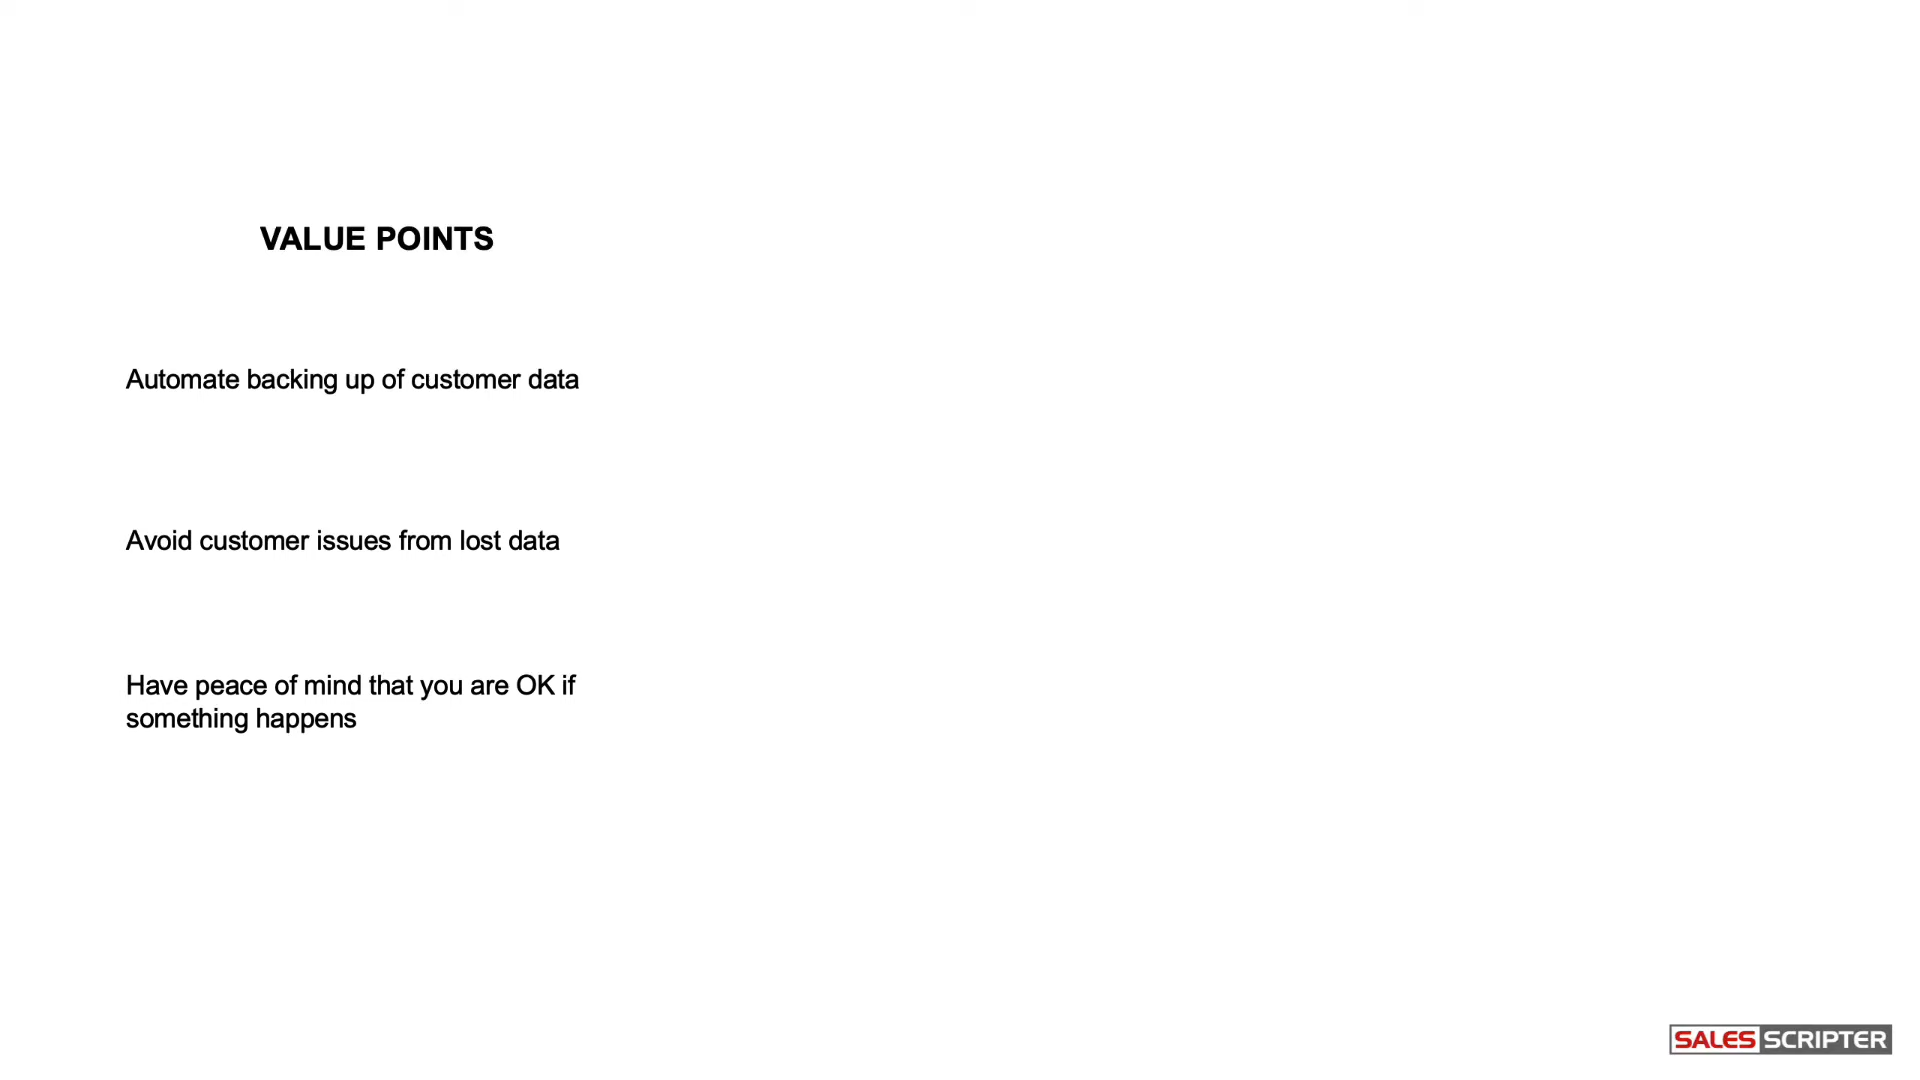 VALUE POINTS
Automate backing up of customer data
Avoid customer issues from lost data
Have peace of mind that you are OK if
something happens
SALES SCRIPTER